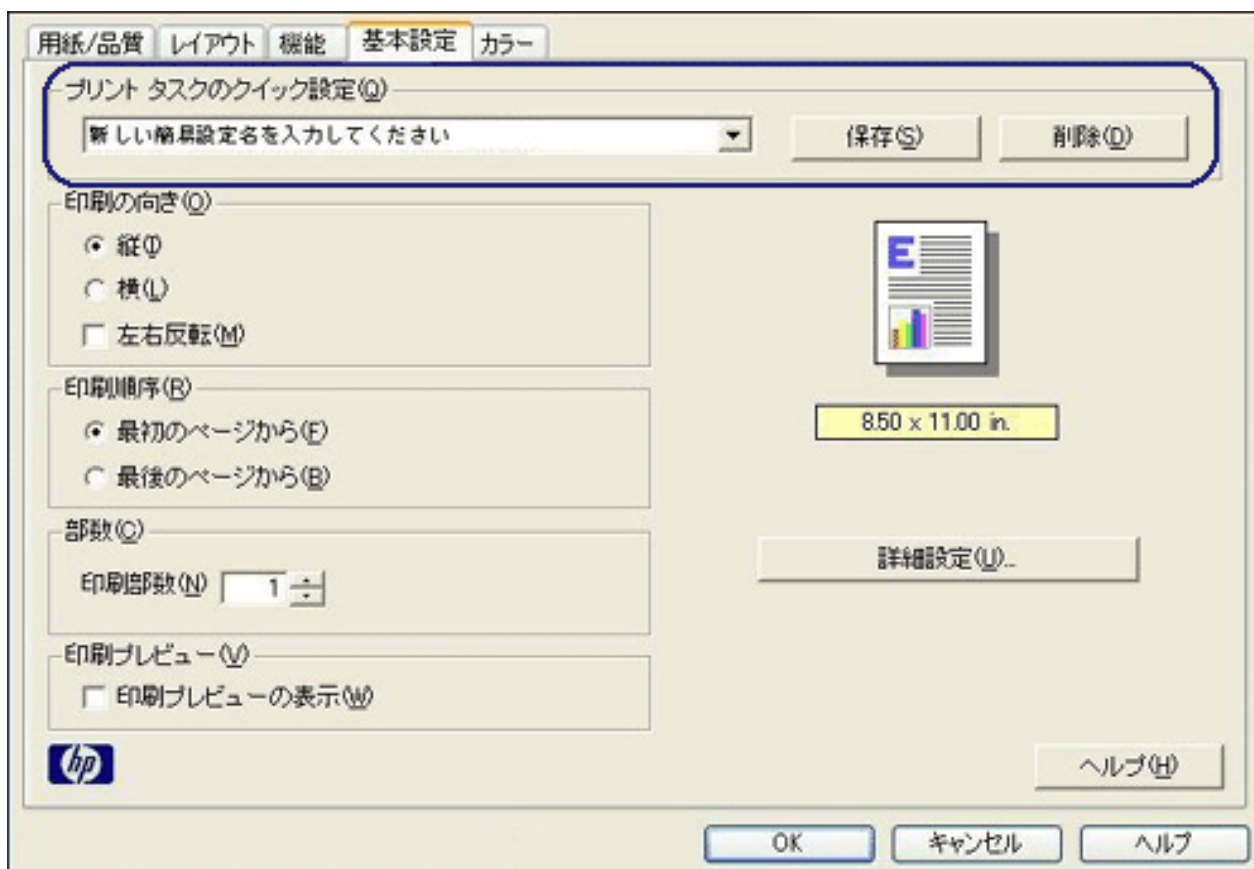 用紙/品質 レイアウト 機能 基本設定 カラー
プリント タスクのクイック設定(Q)
新しい簡易設定名を入力してください 保存(S) 削除(D)
印刷の向き(O)
縦(I)
横(L)
左右反転(M)
E
印刷順序(R)
最初のページから(F)
8.50 x 11.00 in.
最後のページから(B)
部数(C)
詳細設定(U)...
印刷部数(N) 1
印刷プレビュー(V)
印刷プレビューの表示(W)
hp
ヘルプ(H)
OK キャンセル ヘルプ